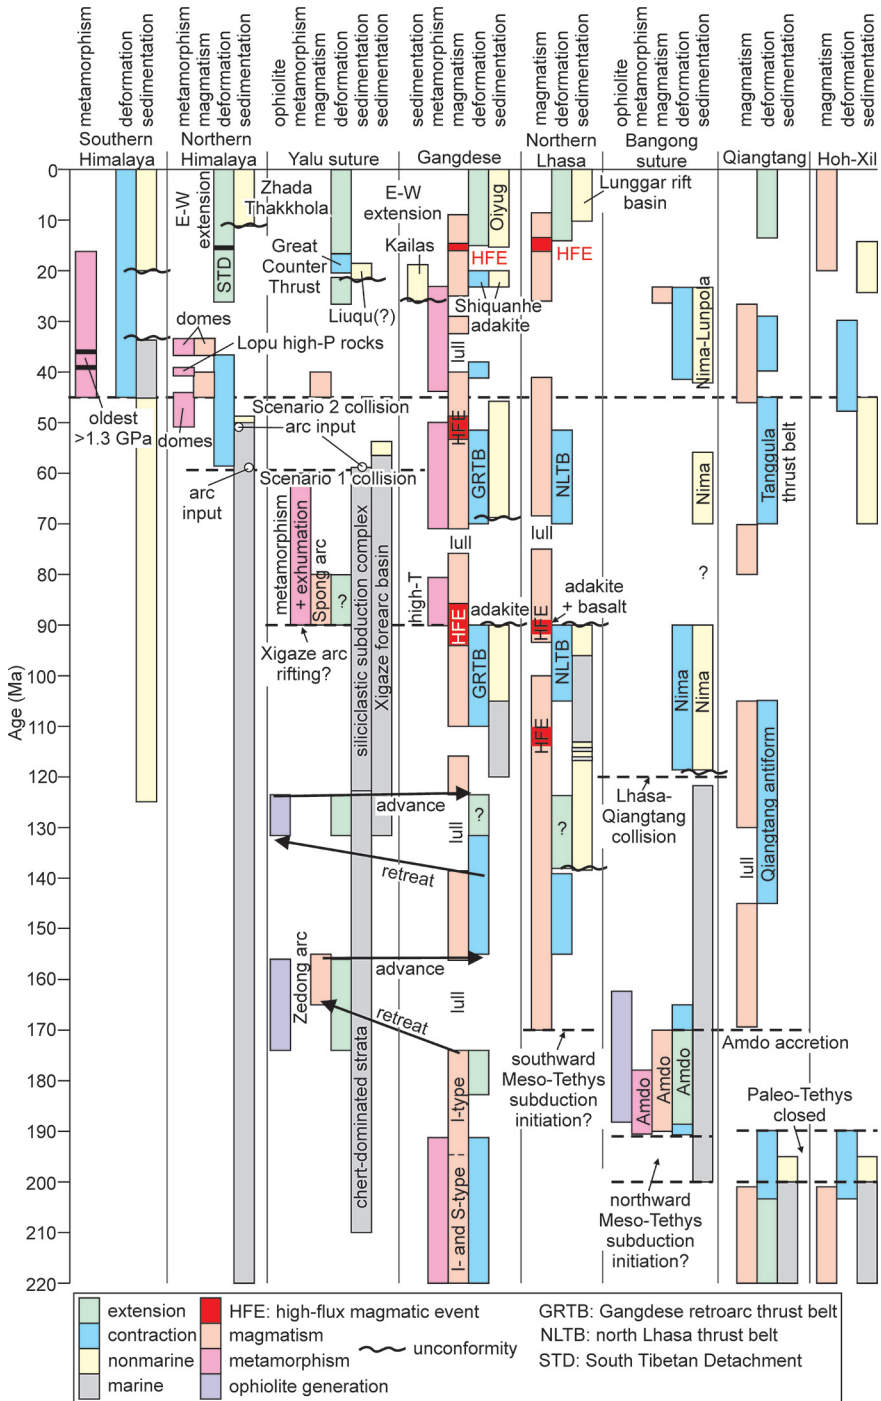 metamorphism
deformation
sedimentation
metamorphism
magmatism
deformation
sedimentation
ophiolite
metamorphism
magmatism
deformation
sedimentation
sedimentation
sedimentation
metamorphism
magmatism
deformation
sedimentation
magmatism
deformation
sedimentation
ophiolite
metamorphism
magmatism
deformation
sedimentation
magmatism
deformation
sedimentation
magmatism
deformation
sedimentation
Southern
Himalaya
Northern
Himalaya
Yalu suture
Gangdese
Northern
Lhasa
Bangong
suture
Qiangtang
Hoh-Xil
Age (Ma)
0
10
20
30
40
50
60
70
80
90
100
110
120
130
140
150
160
170
180
190
200
210
220
oldest
>1.3 GPa
E-W
extension
STD
domes
Lopu high-P rocks
domes
arc
input
Zhada
Thakkhola
Great
Counter
Thrust
Liuqu(?)
Scenario 2 collision
arc input
Scenario 1 collision
metamorphism
+ exhumation
Spong arc
?
siliciclastic subduction complex
Xigaze forearc basin
Xigaze arc
rifting?
chert-dominated strata
Zedong arc
advance
retreat
advance
retreat
E-W
extension
Kailas
Oiyug
HFE
Shiquanhe
adakite
lull
HFE
GRTB
lull
high-T
HFE
adakite
GRTB
lull
?
lull
I-type
I- and S-type
HFE
Lunggar rift
basin
NLTB
lull
adakite
+ basalt
HFE
NLTB
HFE
?
southward
Meso-Tethys
subduction
initiation?
Nima-Lunpola
Nima
?
Nima
Nima
Lhasa-
Qiangtang
collision
Amdo
Amdo
Amdo
northward
Meso-Tethys
subduction
initiation?
Tanggula
thrust belt
Qiangtang antiform
lull
Amdo accretion
Paleo-Tethys
closed
extension
contraction
nonmarine
marine
HFE: high-flux magmatic event
magmatism
metamorphism
ophiolite generation
unconformity
GRTB: Gangdese retroarc thrust belt
NLTB: north Lhasa thrust belt
STD: South Tibetan Detachment